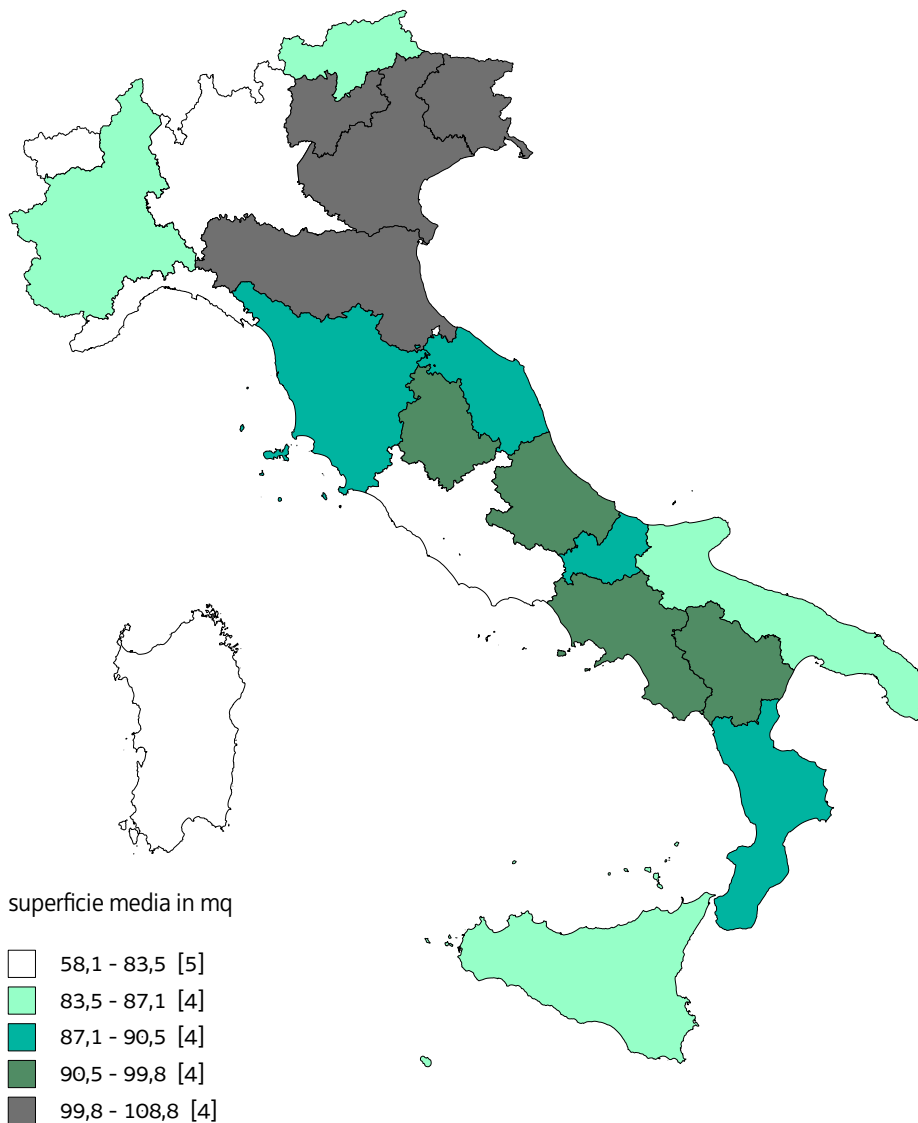 superficie media in mq
58,1 - 83,5 [5]
83,5 - 87,1 [4]
87,1 - 90,5 [4]
90,5 - 99,8 [4]
99,8 - 108,8 [4]